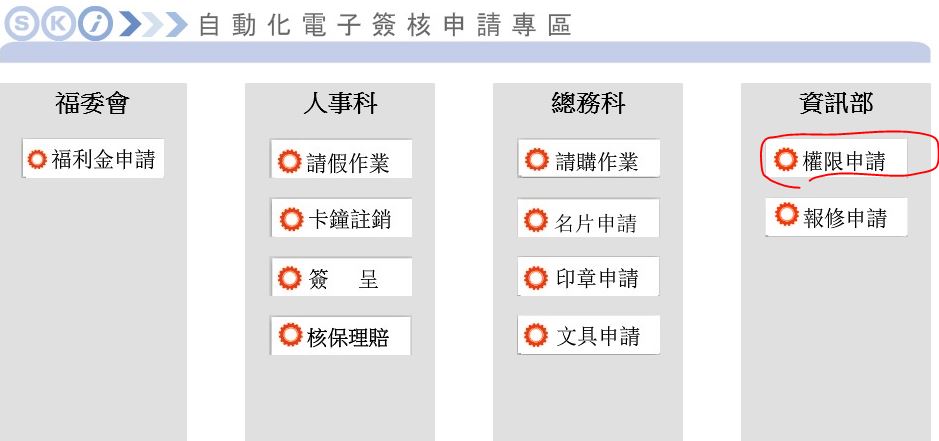 SKi 自動化電子簽核申請專區
福委會
福利金申請
人事科
請假作業
卡鐘註銷
簽 呈
核保理賠
總務科
請購作業
名片申請
印章申請
文具申請
資訊部
權限申請
報修申請